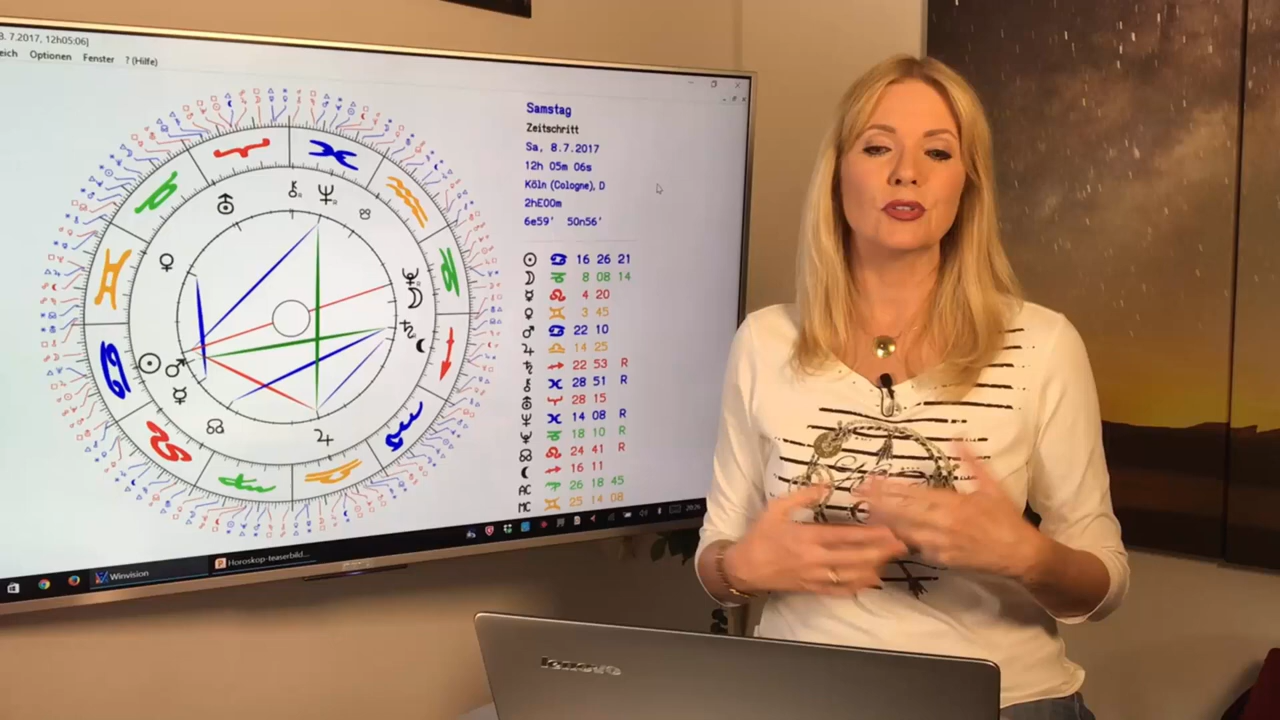 8. 7.2017, 12h05:06]
eich Optionen Fenster ? (Hilfe)
Samstag
Zeitschritt
Sa, 8.7.2017
12h 05m 06s
Köln (Cologne), D
2hE00m
6e59' 50n56'
16 26 21
8 08 14
4 20
3 45
22 10
14 25
22 53 R
28 51 R
28 15
14 08 R
18 10 R
24 41 R
16 11
AC 26 18 45
MC 25 14 08
Winvision
Horoskop-teaserbild...
20:26
lenovo